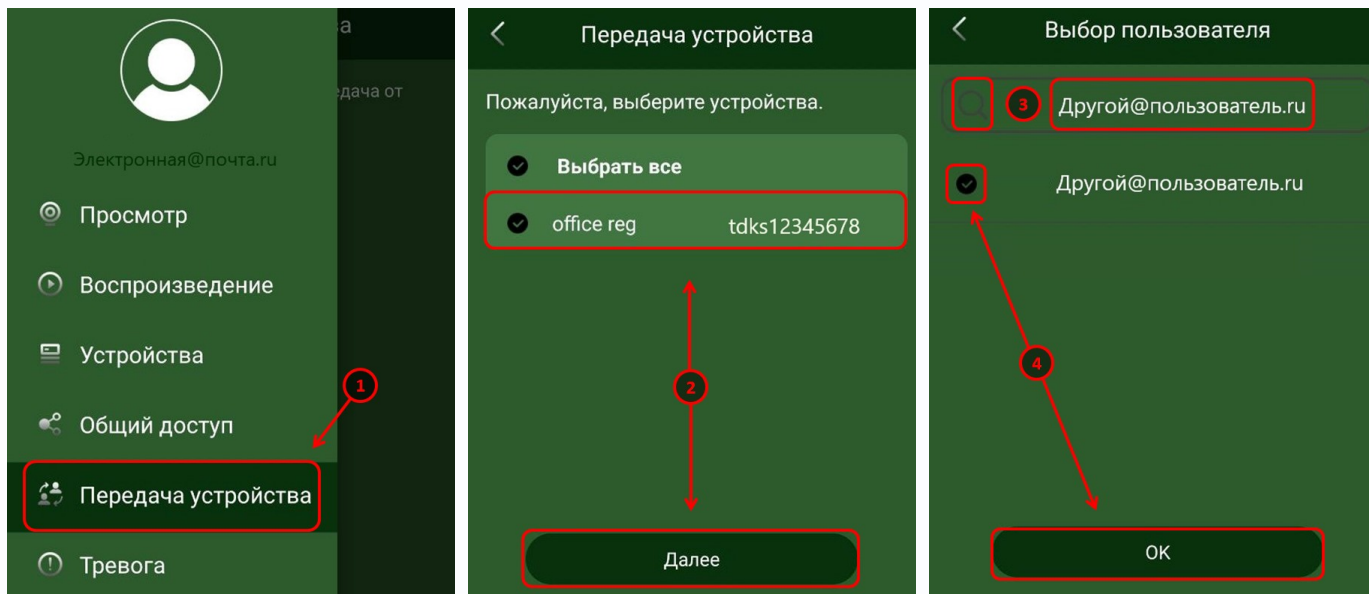 Электронная@почта.ru
Просмотр
Воспроизведение
Устройства
Общий доступ
Передача устройства
Тревога
а
едача от
1
Передача устройства
Пожалуйста, выберите устройства.
Выбрать все
office reg tdks12345678
2
Далее
Выбор пользователя
3 Другой@пользователь.ru
Другой@пользователь.ru
4
OK